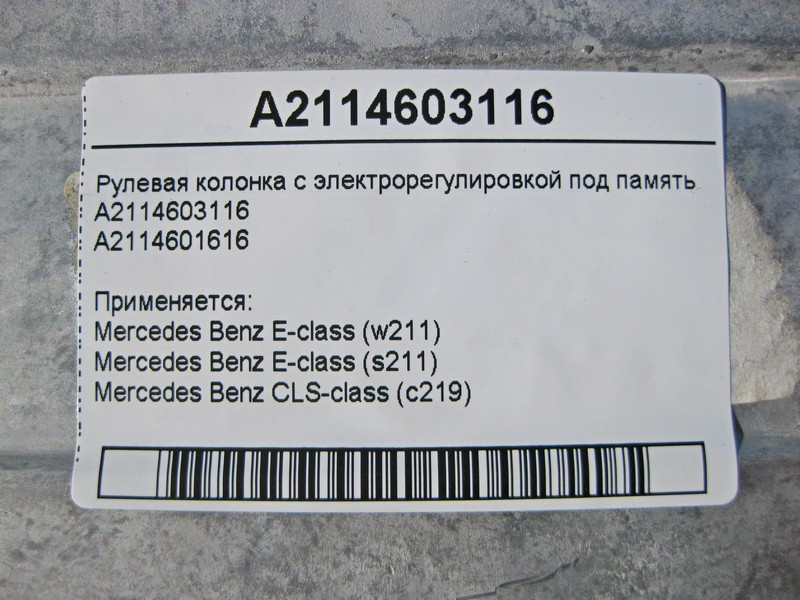 A2114603116
Рулевая колонка с электрорегулировкой под память
A2114603116
A2114601616
Применяется:
Mercedes Benz E-class (w211)
Mercedes Benz E-class (s211)
Mercedes Benz CLS-class (c219)